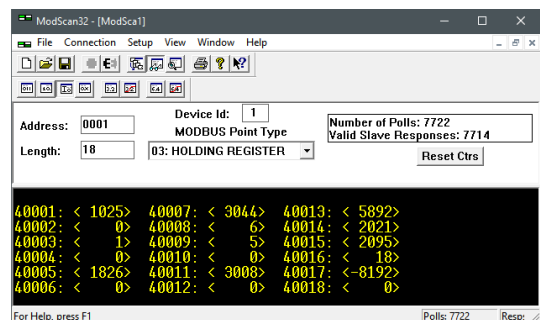 ModScan32 - [ModSca1]
File Connection Setup View Window Help
Address: 0001
Device Id: 1
MODBUS Point Type
Length: 18
03: HOLDING REGISTER
Number of Polls: 7722
Valid Slave Responses: 7714
Reset Ctrs
40001: < 1025> 40007: < 3044> 40013: < 5892>
40002: < 0> 40008: < 6> 40014: < 2021>
40003: < 1> 40009: < 5> 40015: < 2095>
40004: < 0> 40010: < 0> 40016: < 18>
40005: < 1826> 40011: < 3008> 40017: <-8192>
40006: < 0> 40012: < 0> 40018: < 0>
For Help, press F1
Polls: 7722
Resp: